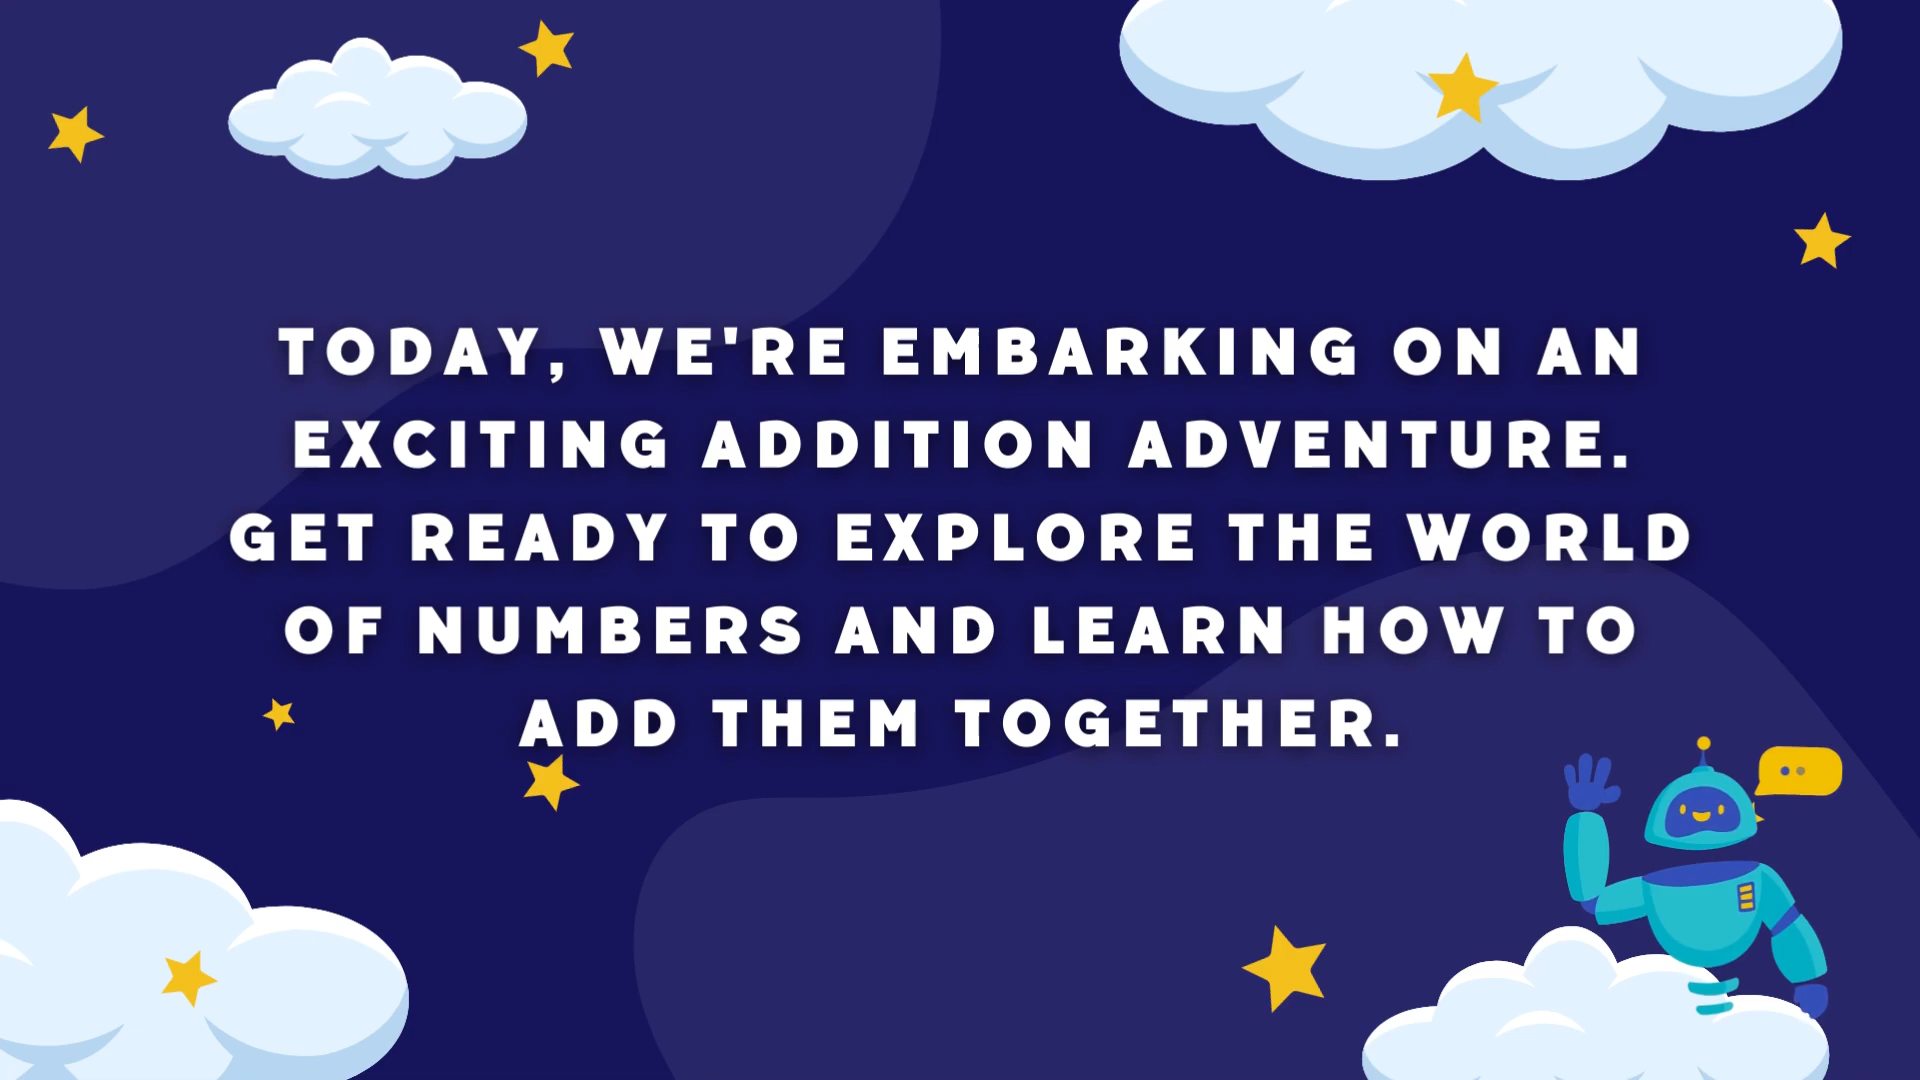 TODAY, WE'RE EMBARKING ON AN
EXCITING ADDITION ADVENTURE.
GET READY TO EXPLORE THE WORLD
OF NUMBERS AND LEARN HOW TO
ADD THEM TOGETHER.